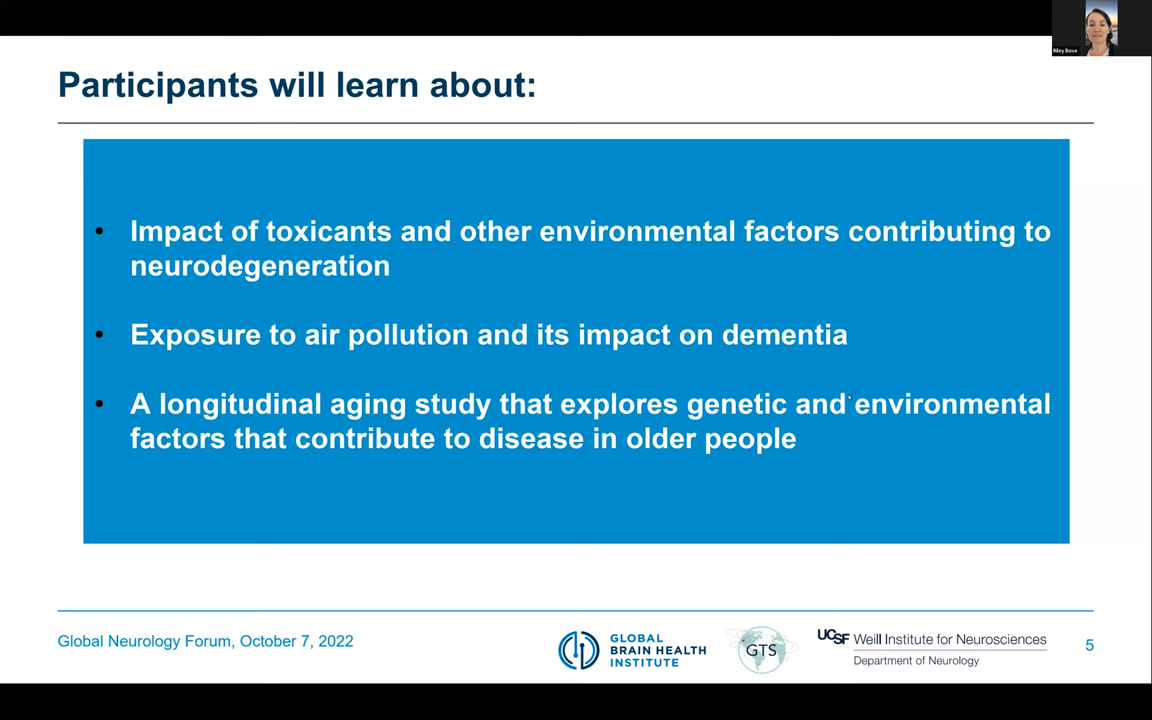 Riley Bove
Participants will learn about:
• Impact of toxicants and other environmental factors contributing to
neurodegeneration
• Exposure to air pollution and its impact on dementia
• A longitudinal aging study that explores genetic and environmental
factors that contribute to disease in older people
Global Neurology Forum, October 7, 2022
GLOBAL
BRAIN HEALTH
INSTITUTE
GTS
UCSF Weill Institute for Neurosciences
Department of Neurology
5